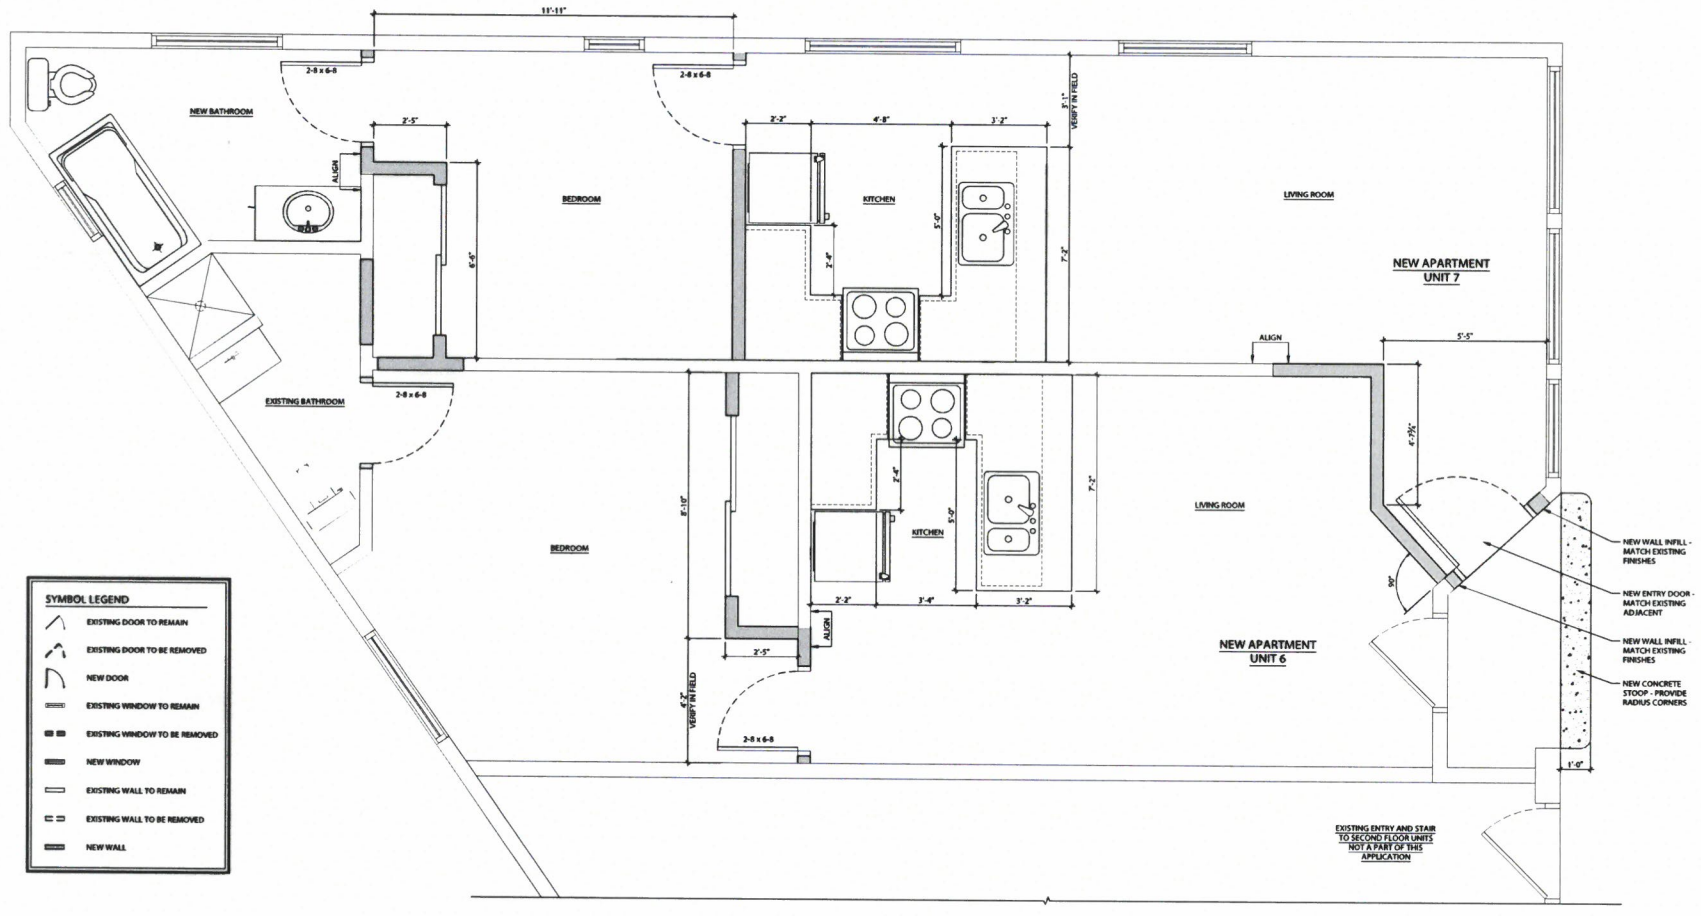 11'-11"
2-8 x 6-8
2-8 x 6-8
NEW BATHROOM
2'-5"
2'-2"
4'-8"
3'-2"
3'-1"
VERIFY IN FIELD
ALIGN
BEDROOM
KITCHEN
LIVING ROOM
5'-0"
6'-6"
2'-4"
7'-2"
NEW APARTMENT
UNIT 7
ALIGN
5'-5"
EXISTING BATHROOM
2-8 x 6-8
4'-7¾"
2'-4"
7'-2"
8'-10"
5'-0"
LIVING ROOM
KITCHEN
BEDROOM
90°
NEW WALL INFILL -
MATCH EXISTING
FINISHES
NEW ENTRY DOOR -
MATCH EXISTING
ADJACENT
2'-2"
3'-4"
3'-2"
ALIGN
2'-5"
NEW APARTMENT
UNIT 6
NEW WALL INFILL -
MATCH EXISTING
FINISHES
NEW CONCRETE
STOOP - PROVIDE
RADIUS CORNERS
4'-2"
VERIFY IN FIELD
2-8 x 6-8
1'-0"
EXISTING ENTRY AND STAIR
TO SECOND FLOOR UNITS
NOT A PART OF THIS
APPLICATION
SYMBOL LEGEND
EXISTING DOOR TO REMAIN
EXISTING DOOR TO BE REMOVED
NEW DOOR
EXISTING WINDOW TO REMAIN
EXISTING WINDOW TO BE REMOVED
NEW WINDOW
EXISTING WALL TO REMAIN
EXISTING WALL TO BE REMOVED
NEW WALL